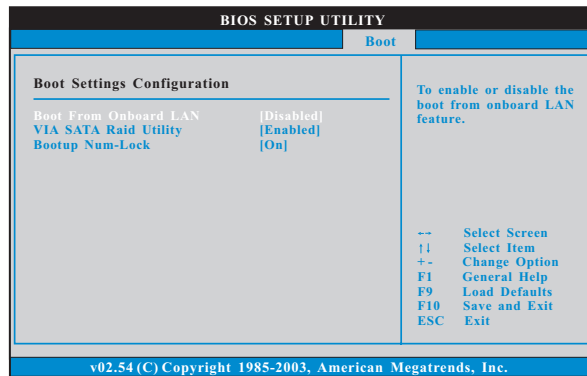 BIOS SETUP UTILITY
Boot
Boot Settings Configuration
Boot From Onboard LAN [Disabled]
VIA SATA Raid Utility [Enabled]
Bootup Num-Lock [On]
To enable or disable the
boot from onboard LAN
feature.
←→ Select Screen
↑↓ Select Item
+ - Change Option
F1 General Help
F9 Load Defaults
F10 Save and Exit
ESC Exit
v02.54 (C) Copyright 1985-2003, American Megatrends, Inc.